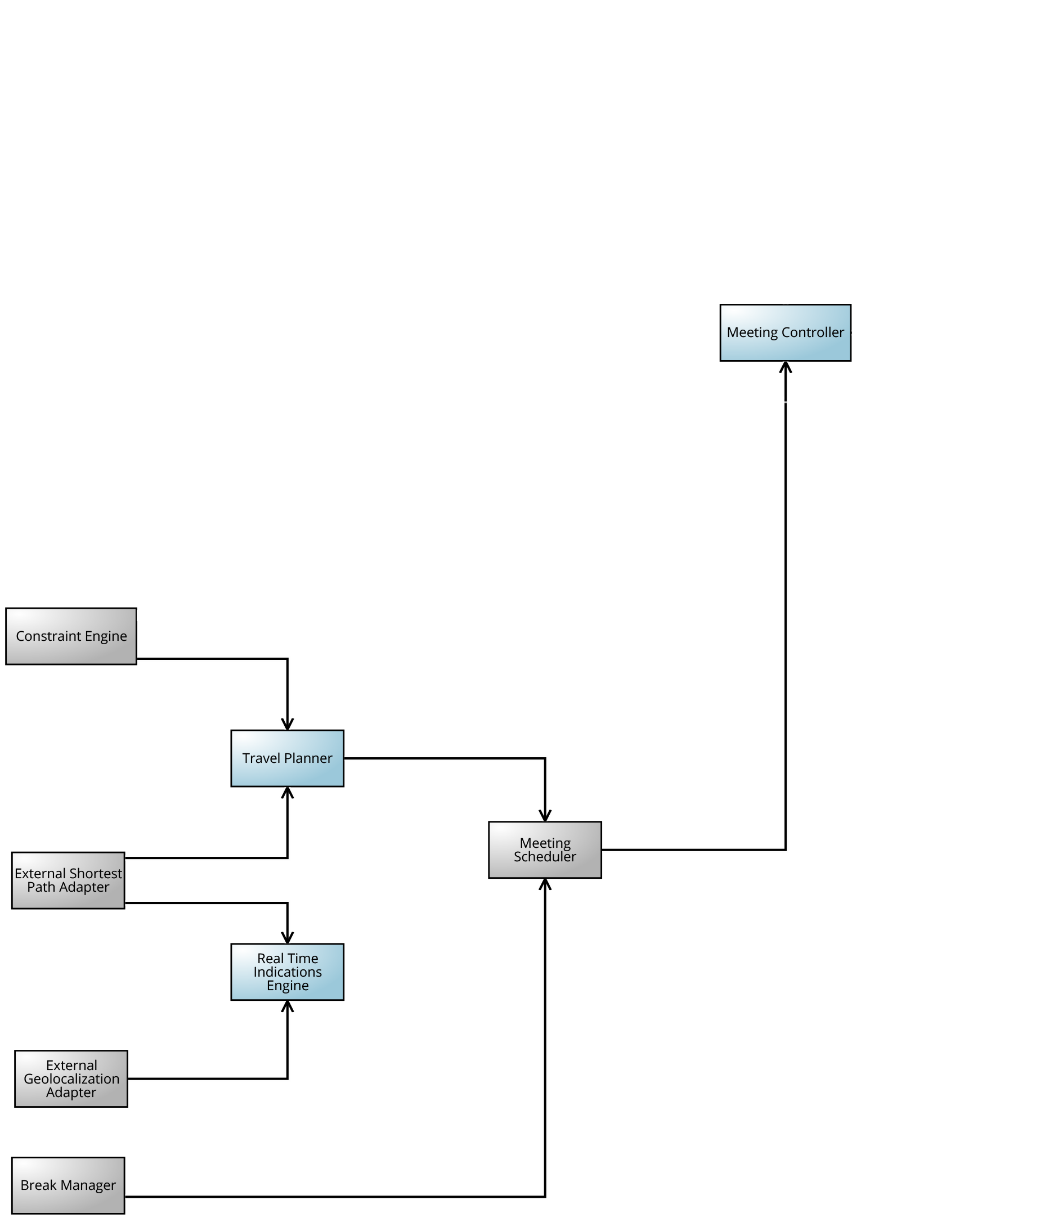 Meeting Controller
Constraint Engine
Travel Planner
Meeting
Scheduler
External Shortest
Path Adapter
Real Time
Indications
Engine
External
Geolocalization
Adapter
Break Manager